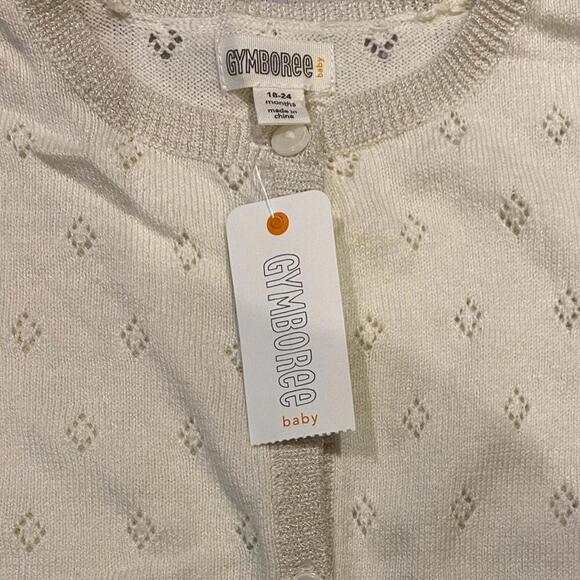 GYMBOREE
baby
18-24
months
made in
china
GYMBOREE
baby